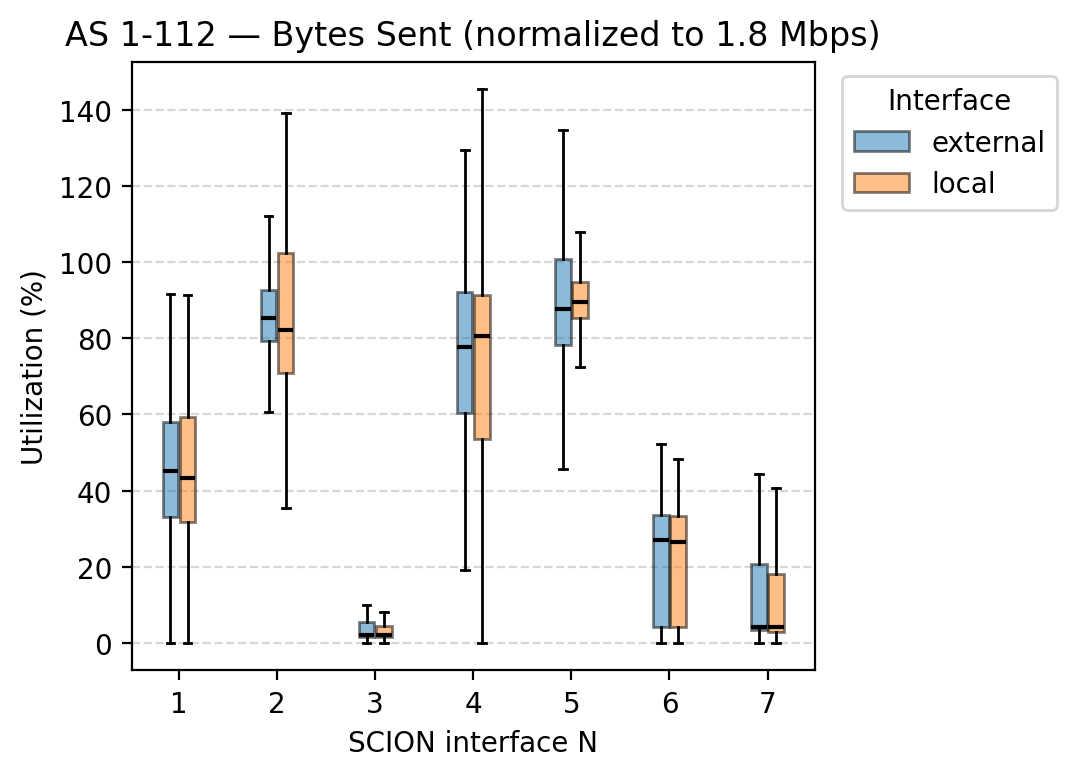 AS 1-112 — Bytes Sent (normalized to 1.8 Mbps)
Interface
external
local
Utilization (%)
140
120
100
80
60
40
20
0
1 2 3 4 5 6 7
SCION interface N